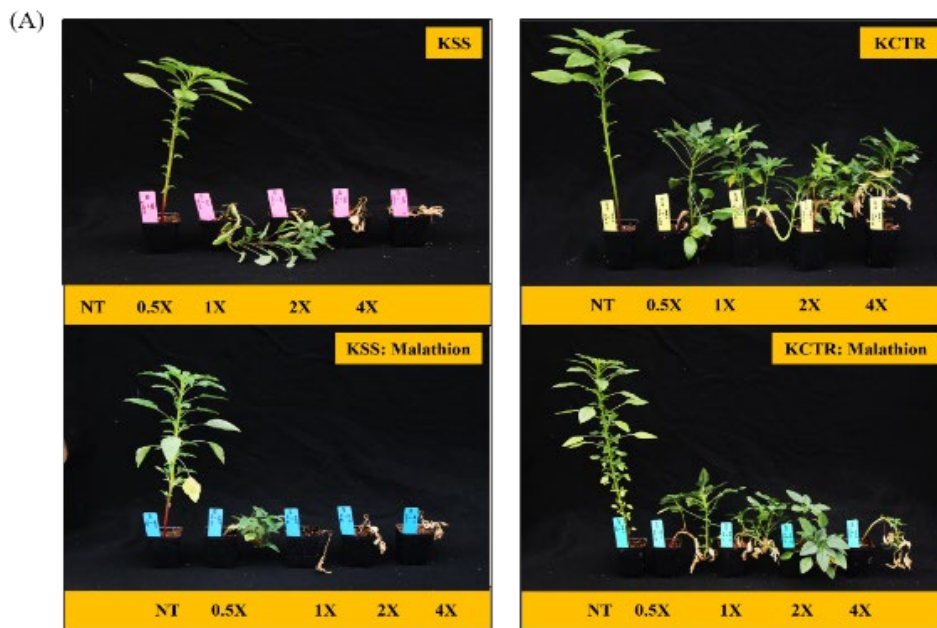 (A)
KSS
KCTR
NT 0.5X 1X 2X 4X
NT 0.5X 1X 2X 4X
KSS: Malathion
KCTR: Malathion
NT 0.5X 1X 2X 4X
NT 0.5X 1X 2X 4X